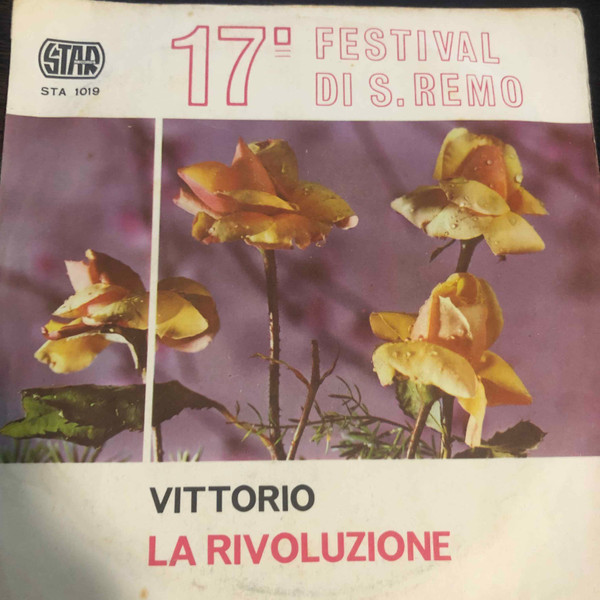 STAR
STA 1019
17º FESTIVAL
DI S. REMO
VITTORIO
LA RIVOLUZIONE